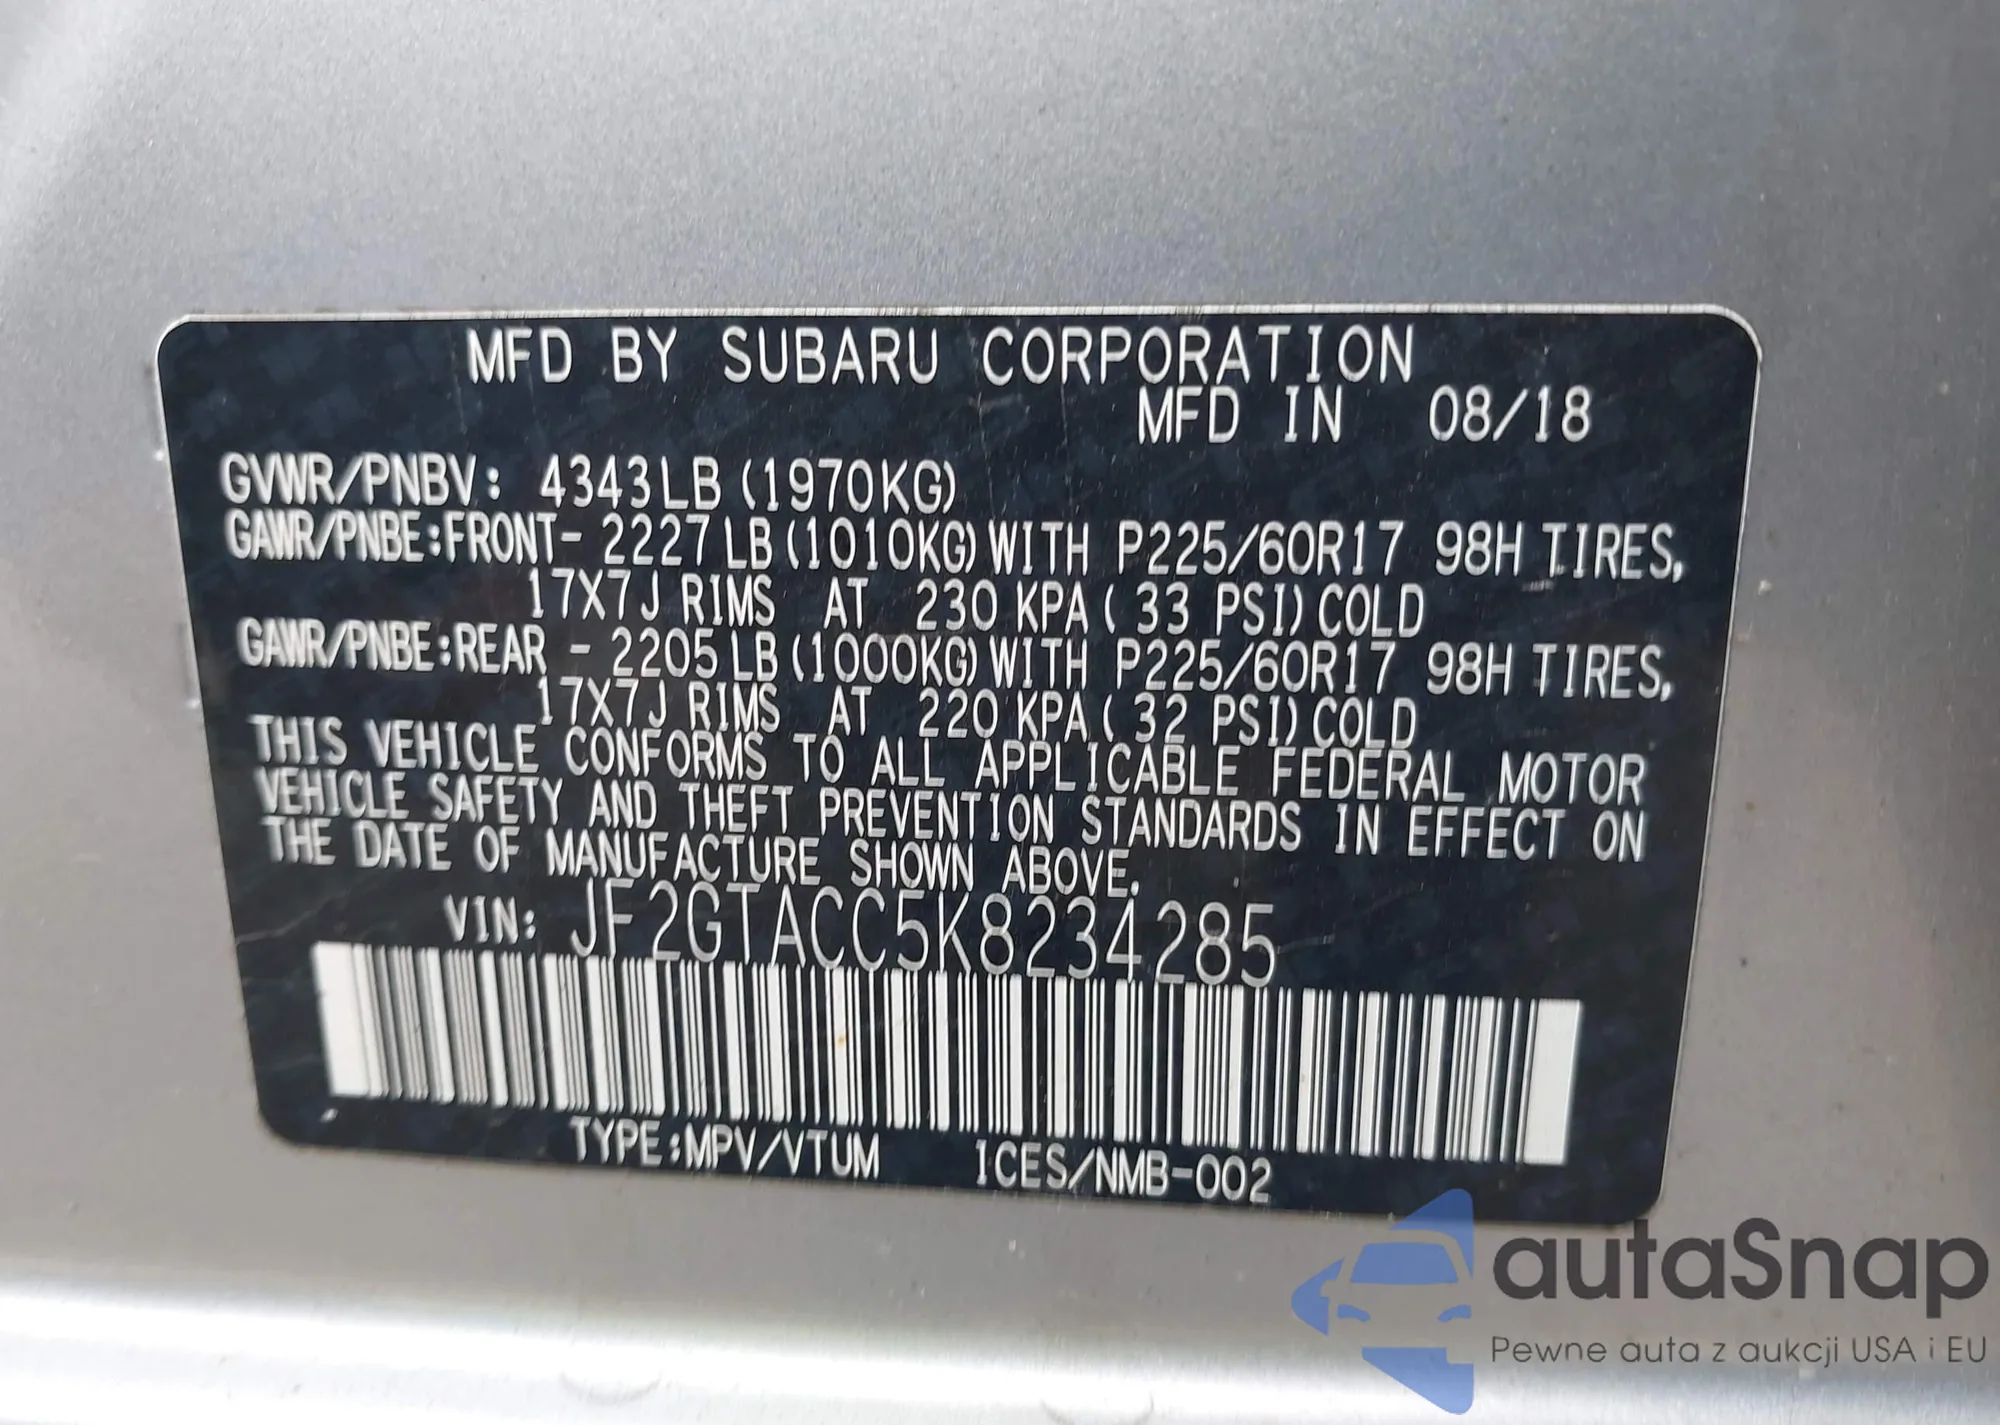 MFD BY SUBARU CORPORATION
MFD IN 08/18
GVWR/PNBV: 4343LB (1970KG)
GAWR/PNBE:FRONT- 2227LB (1010KG) WITH P225/60R17 98H TIRES,
17X7J RIMS AT 230 KPA ( 33 PSI) COLD
GAWR/PNBE:REAR - 2205LB (1000KG) WITH P225/60R17 98H TIRES,
17X7J RIMS AT 220 KPA ( 32 PSI) COLD
THIS VEHICLE CONFORMS TO ALL APPLICABLE FEDERAL MOTOR
VEHICLE SAFETY AND THEFT PREVENTION STANDARDS IN EFFECT ON
THE DATE OF MANUFACTURE SHOWN ABOVE.
VIN: JF2GTACC5K8234285
TYPE:MPV/VTUM ICES/NMB-002
autaSnap
Pewne auta z aukcji USA i EU